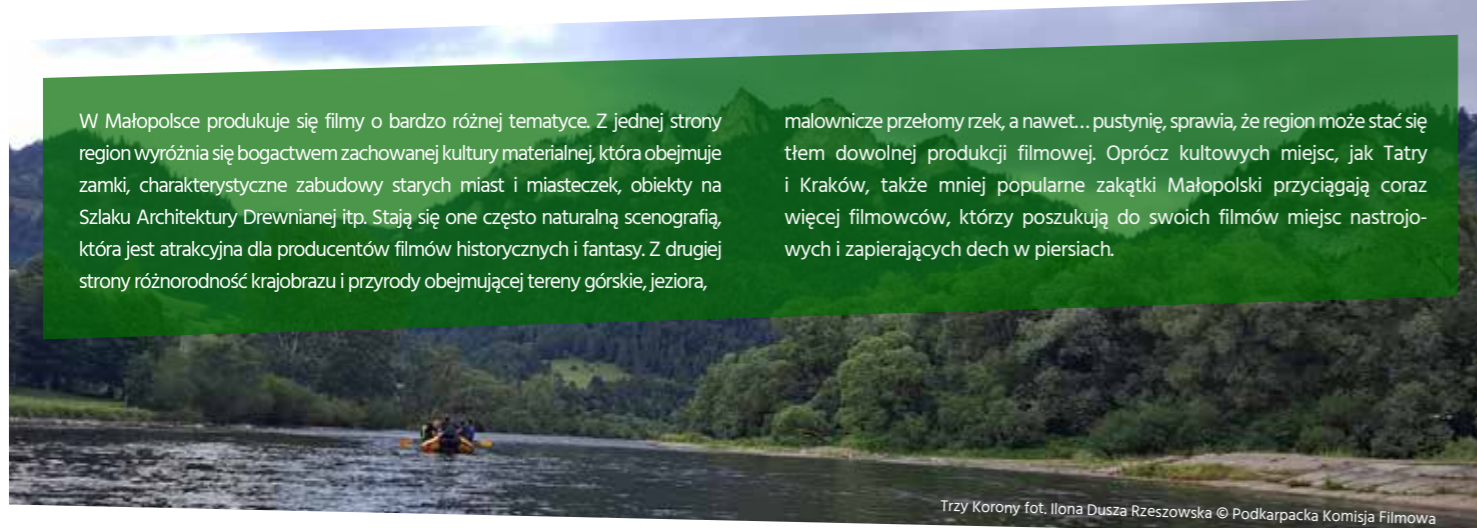 W Małopolsce produkuje się filmy o bardzo różnej tematyce. Z jednej strony
region wyróżnia się bogactwem zachowanej kultury materialnej, która obejmuje
zamki, charakterystyczne zabudowy starych miast i miasteczek, obiekty na
Szlaku Architektury Drewnianej itp. Stają się one często naturalną scenografią,
która jest atrakcyjna dla producentów filmów historycznych i fantasy. Z drugiej
strony różnorodność krajobrazu i przyrody obejmującej tereny górskie, jeziora,
malownicze przełomy rzek, a nawet… pustynię, sprawia, że region może stać się
tłem dowolnej produkcji filmowej. Oprócz kultowych miejsc, jak Tatry
i Kraków, także mniej popularne zakątki Małopolski przyciągają coraz
więcej filmowców, którzy poszukują do swoich filmów miejsc nastrojo-
wych i zapierających dech w piersiach.
Trzy Korony fot. Ilona Dusza Rzeszowska © Podkarpacka Komisja Filmowa